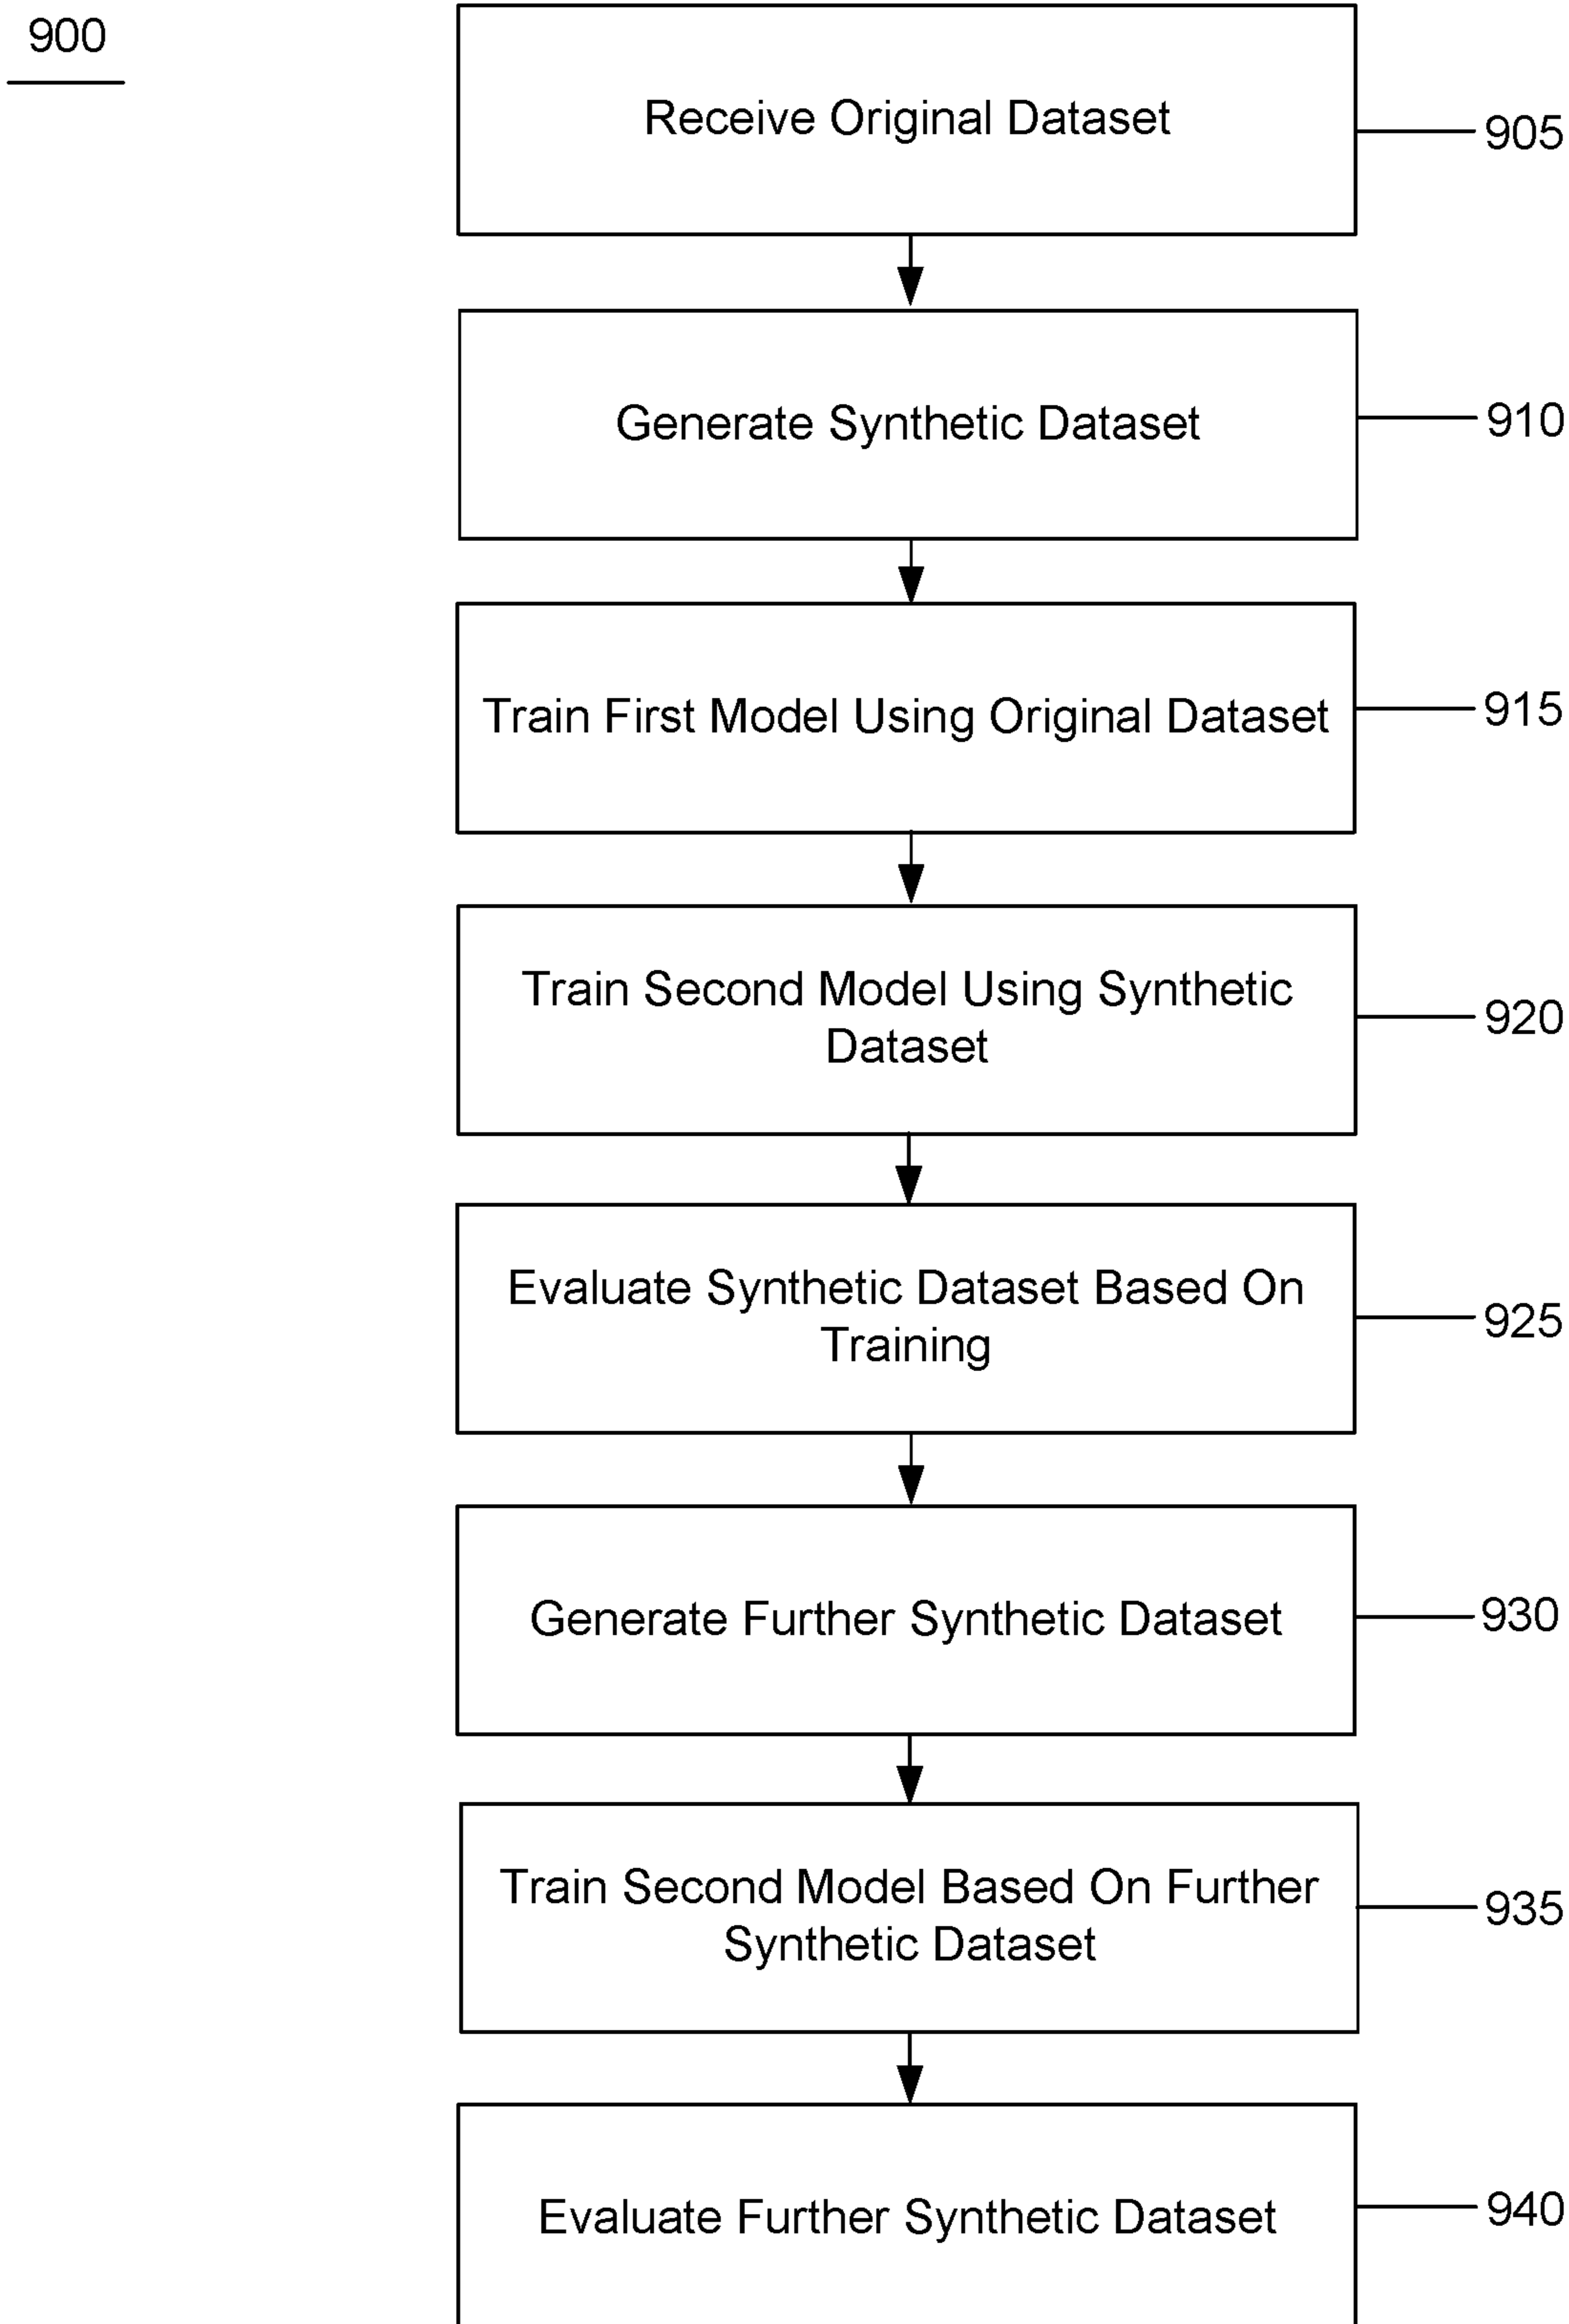 900
Receive Original Dataset
905
Generate Synthetic Dataset
910
Train First Model Using Original Dataset
915
Train Second Model Using Synthetic
Dataset
920
Evaluate Synthetic Dataset Based On
Training
925
Generate Further Synthetic Dataset
930
Train Second Model Based On Further
Synthetic Dataset
935
Evaluate Further Synthetic Dataset
940